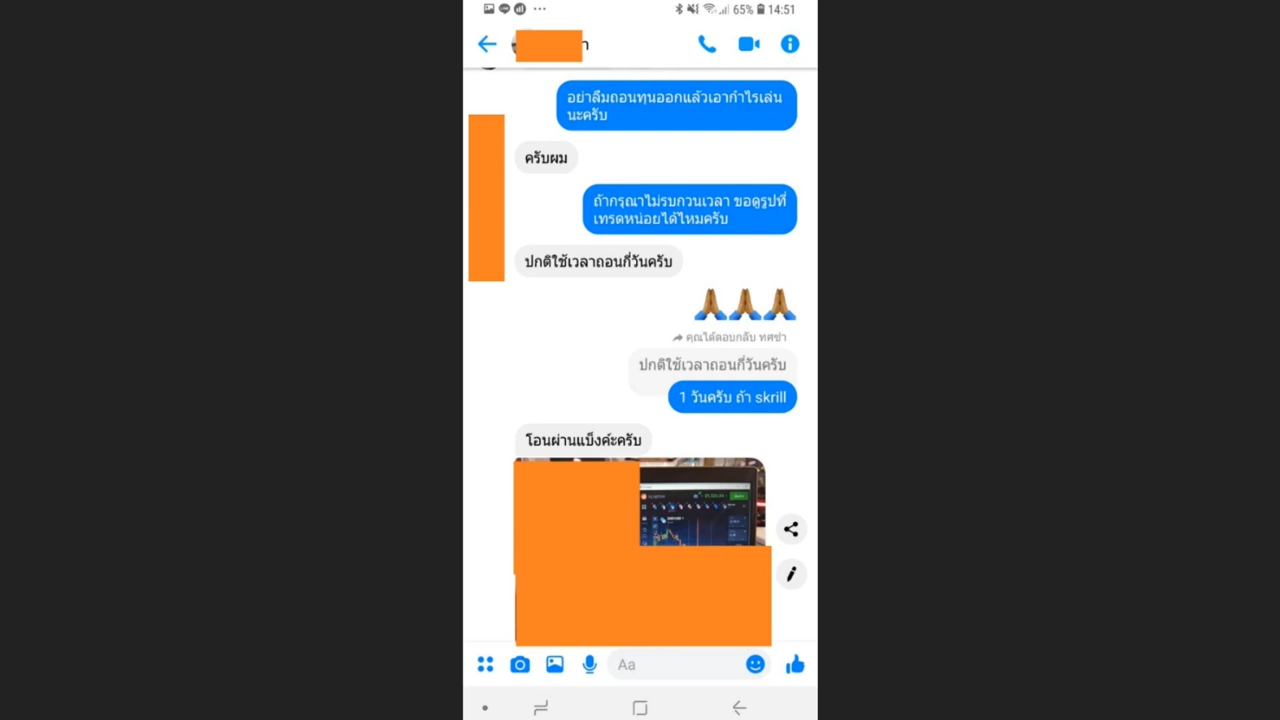 65% 14:51
อย่าลืมถอนทุนออกแล้วเอากำไรเล่น
นะครับ
ครับผม
ถ้ากรุณาไม่รบกวนเวลา ขอดูรูปที่
เทรดหน่อยได้ไหมครับ
ปกติใช้เวลาถอนกี่วันครับ
คุณได้ตอบกลับ ทศซ่า
ปกติใช้เวลาถอนกี่วันครับ
1 วันครับ ถ้า skrill
โอนผ่านแบ็งค์ะครับ
Aa